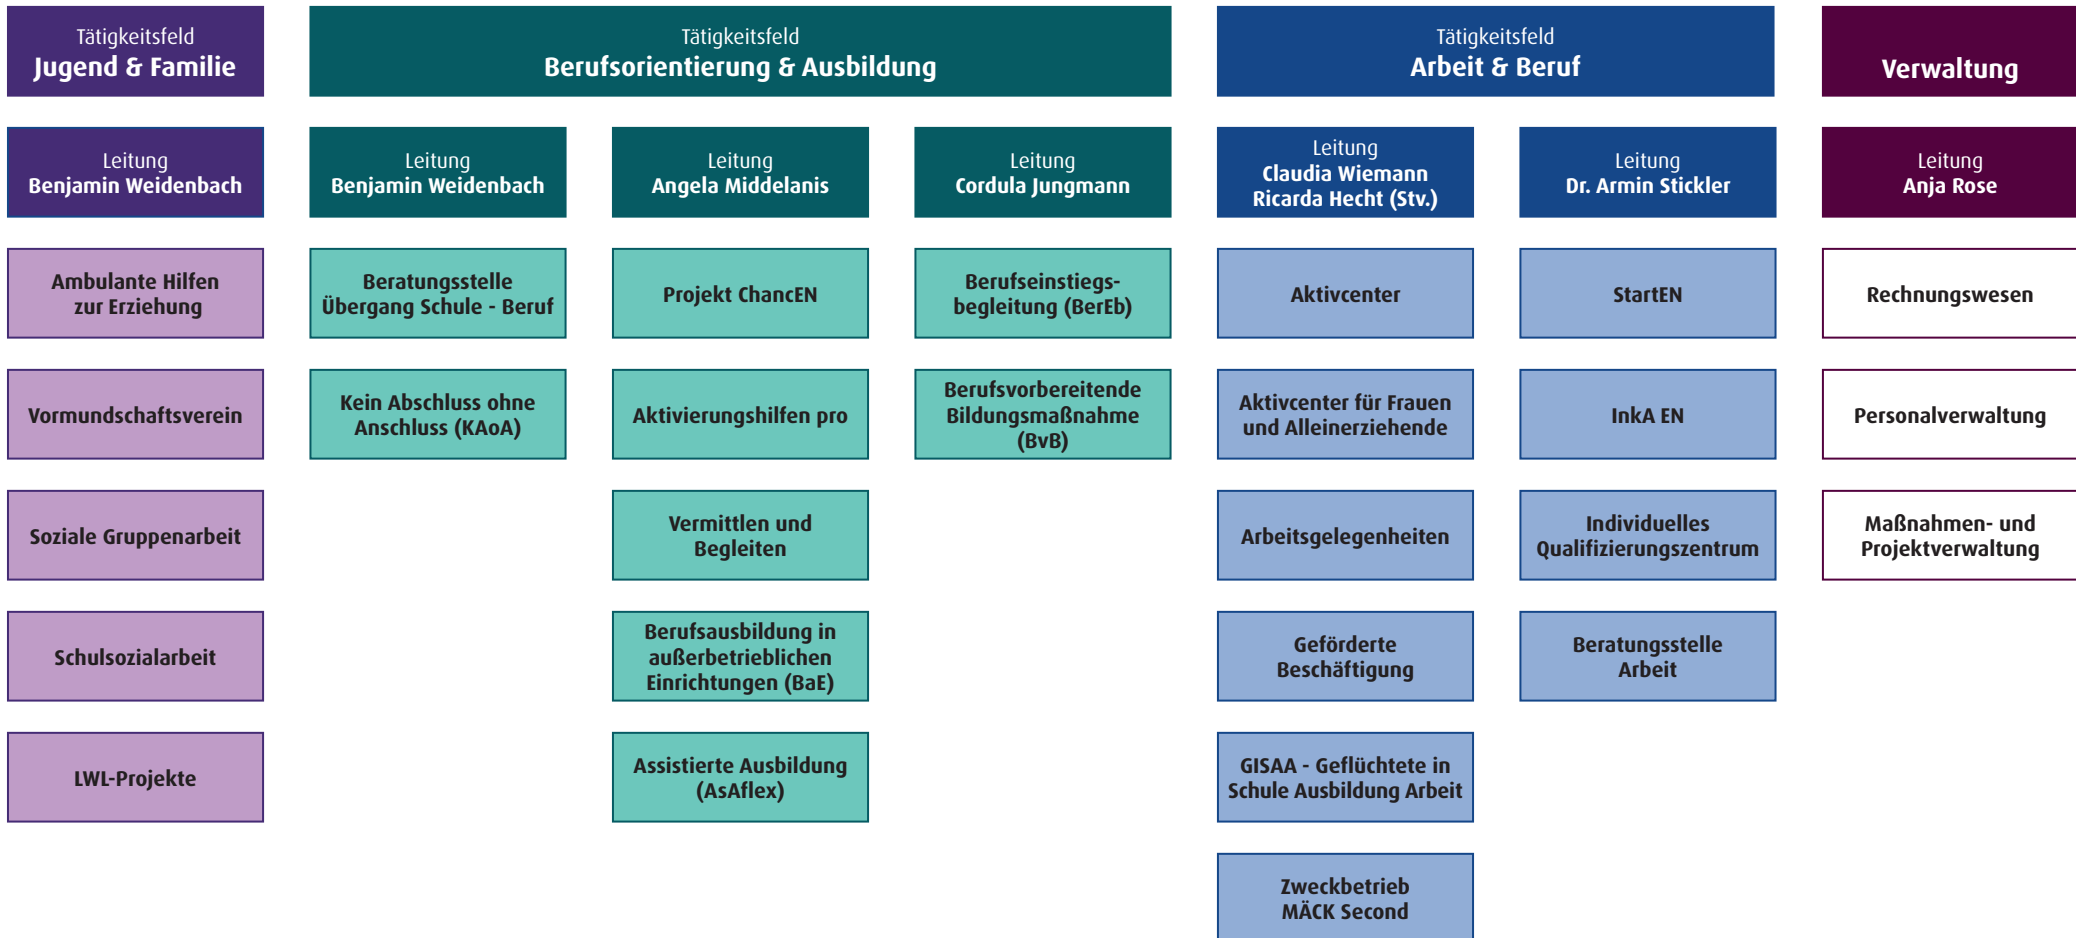 Tätigkeitsfeld
Jugend & Familie
Tätigkeitsfeld
Berufsorientierung & Ausbildung
Tätigkeitsfeld
Arbeit & Beruf
Verwaltung
Leitung
Benjamin Weidenbach
Leitung
Benjamin Weidenbach
Leitung
Angela Middelanis
Leitung
Cordula Jungmann
Leitung
Claudia Wiemann
Ricarda Hecht (Stv.)
Leitung
Dr. Armin Stickler
Leitung
Anja Rose
Ambulante Hilfen
zur Erziehung
Beratungsstelle
Übergang Schule - Beruf
Projekt ChancEN
Berufseinstiegs-
begleitung (BerEb)
Aktivcenter
StartEN
Rechnungswesen
Vormundschaftsverein
Kein Abschluss ohne
Anschluss (KAoA)
Aktivierungshilfen pro
Berufsvorbereitende
Bildungsmaßnahme
(BvB)
Aktivcenter für Frauen
und Alleinerziehende
InkA EN
Personalverwaltung
Soziale Gruppenarbeit
Vermittlen und
Begleiten
Arbeitsgelegenheiten
Individuelles
Qualifizierungszentrum
Maßnahmen- und
Projektverwaltung
Schulsozialarbeit
Berufsausbildung in
außerbetrieblichen
Einrichtungen (BaE)
Geförderte
Beschäftigung
Beratungsstelle
Arbeit
LWL-Projekte
Assistierte Ausbildung
(AsAflex)
GISAA - Geflüchtete in
Schule Ausbildung Arbeit
Zweckbetrieb
MÄCK Second